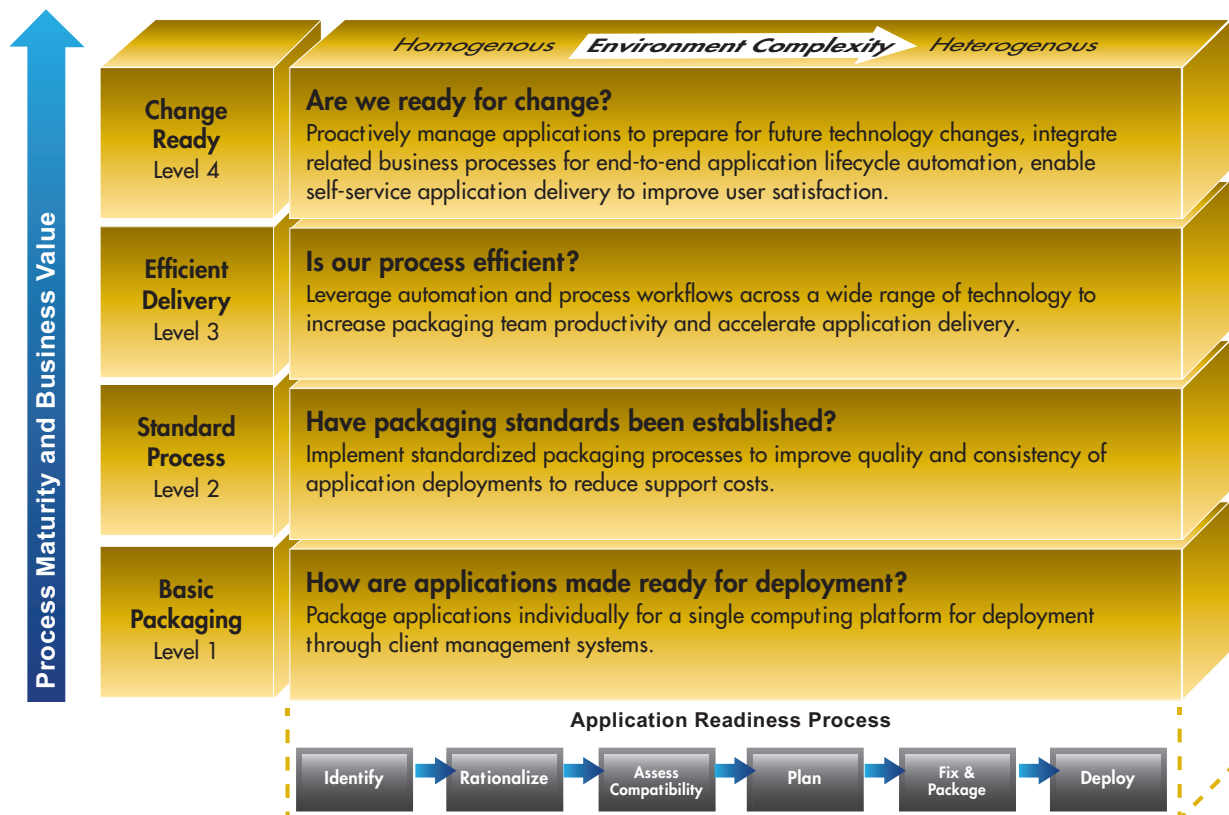 Process Maturity and Business Value
Homogenous
Environment Complexity
Heterogenous
Change
Ready
Level 4
Are we ready for change?
Proactively manage applications to prepare for future technology changes, integrate
related business processes for end-to-end application lifecycle automation, enable
self-service application delivery to improve user satisfaction.
Efficient
Delivery
Level 3
Is our process efficient?
Leverage automation and process workflows across a wide range of technology to
increase packaging team productivity and accelerate application delivery.
Standard
Process
Level 2
Have packaging standards been established?
Implement standardized packaging processes to improve quality and consistency of
application deployments to reduce support costs.
Basic
Packaging
Level 1
How are applications made ready for deployment?
Package applications individually for a single computing platform for deployment
through client management systems.
Application Readiness Process
Identify
Rationalize
Assess
Compatibility
Plan
Fix &
Package
Deploy